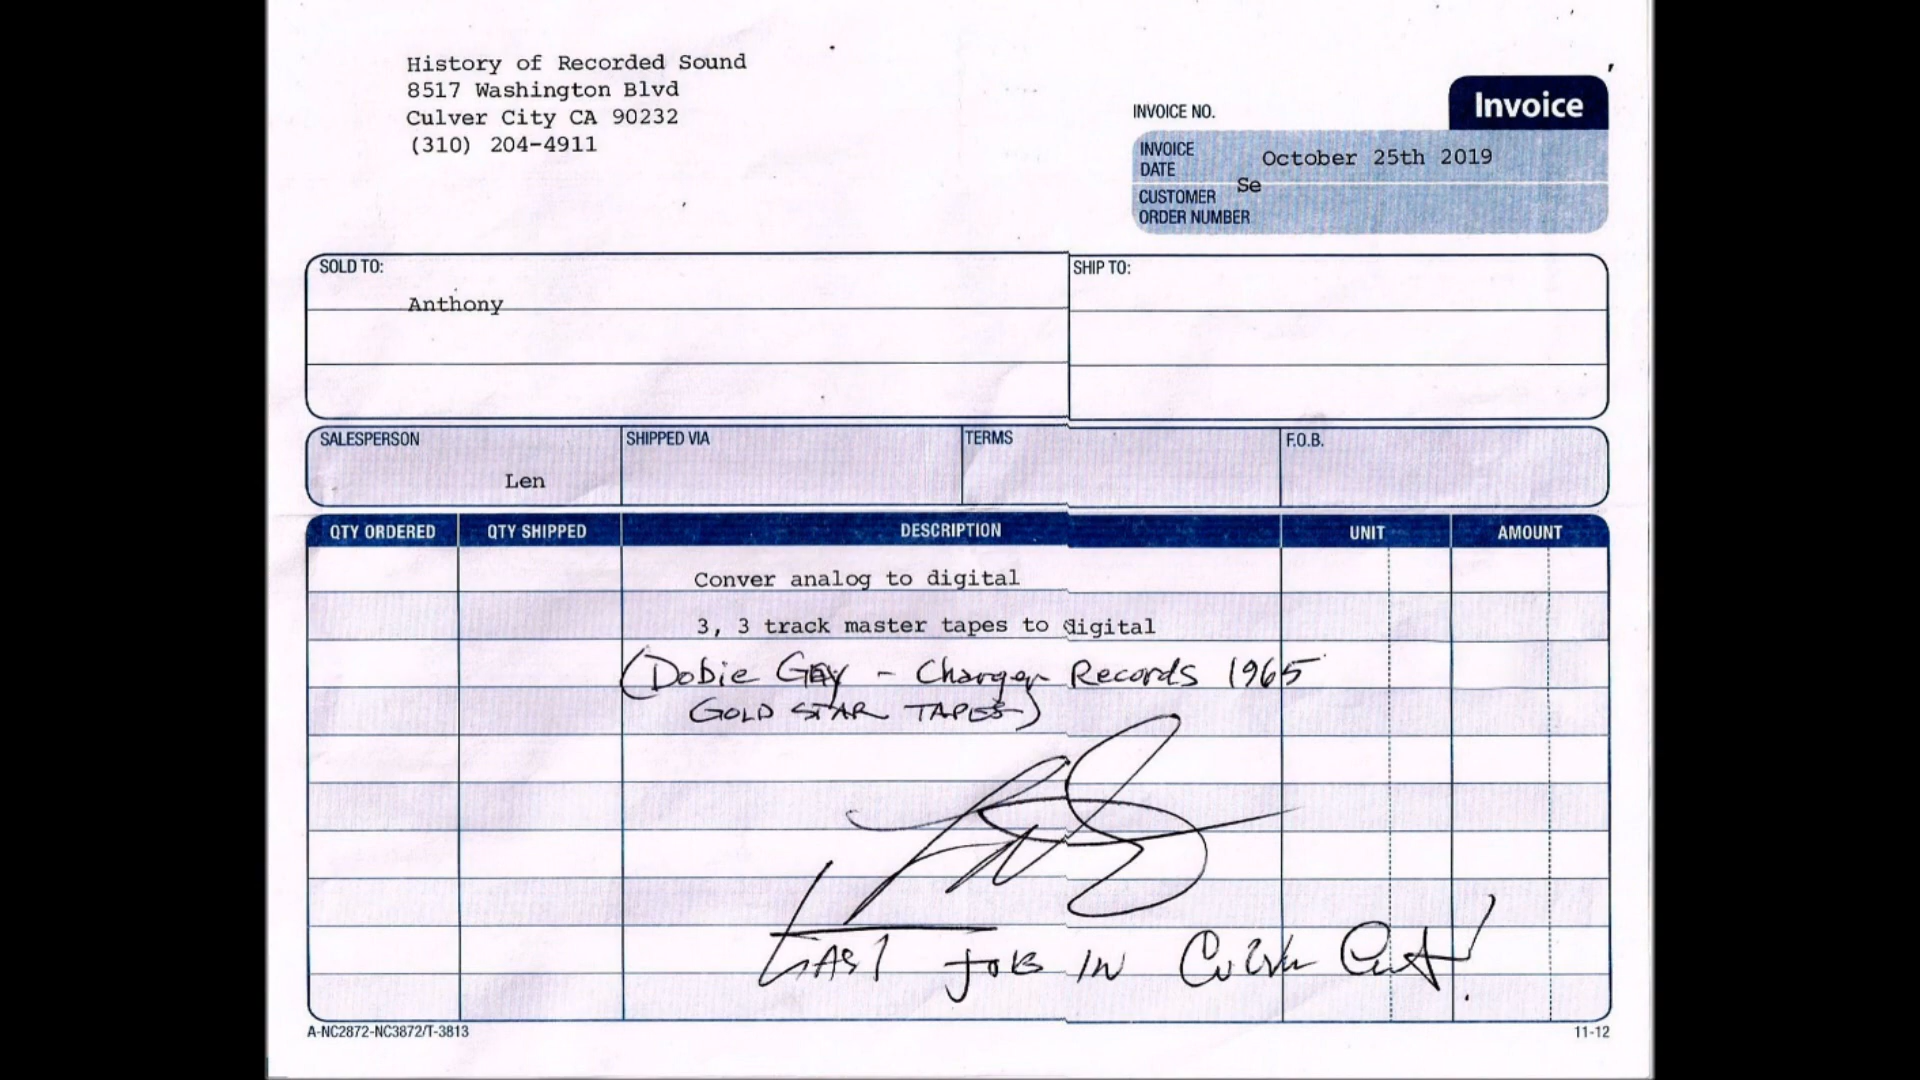 History of Recorded Sound
8517 Washington Blvd
Culver City CA 90232
(310) 204-4911
Invoice
INVOICE NO.
INVOICE DATE October 25th 2019
Se
CUSTOMER ORDER NUMBER
SOLD TO:
Anthony
SHIP TO:
SALESPERSON SHIPPED VIA TERMS F.O.B.
Len
QTY ORDERED QTY SHIPPED DESCRIPTION UNIT AMOUNT
Conver analog to digital
3, 3 track master tapes to digital
(Dobie Gay - Charger Records 1965
GOLD STAR TAPES)
LAST JOB IN Culver City!
A-NC2872-NC3872/T-3813
11-12